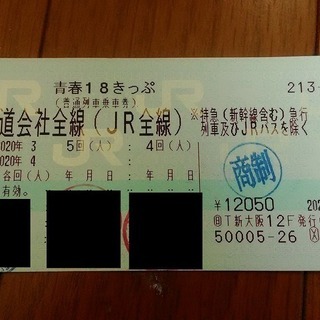 青春18きっぷ
213-
(普通列車乗車券)
道会社全線(JR全線)
※特急(新幹線含む)急行
列車及びJRバスを除く
2020年 3 5回(人) : 4回(人)
2020年 4 :
各回(人) 年 月日: 年 月日:
有効。
商制
¥12050
202
T新大阪12F発行
50005-26